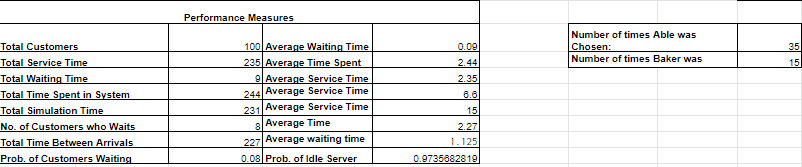 Performance Measures
Total Customers 100 Average Waiting Time 0.09
Total Service Time 235 Average Time Spent 2.44
Total Waiting Time 9 Average Service Time 2.35
Total Time Spent in System 244 Average Service Time 6.6
Total Simulation Time 231 Average Service Time 15
No. of Customers who Waits 8 Average Time 2.27
Total Time Between Arrivals 227 Average waiting time 1.125
Prob. of Customers Waiting 0.08 Prob. of Idle Server 0.9735682819
Number of times Able was
Chosen: 35
Number of times Baker was 15